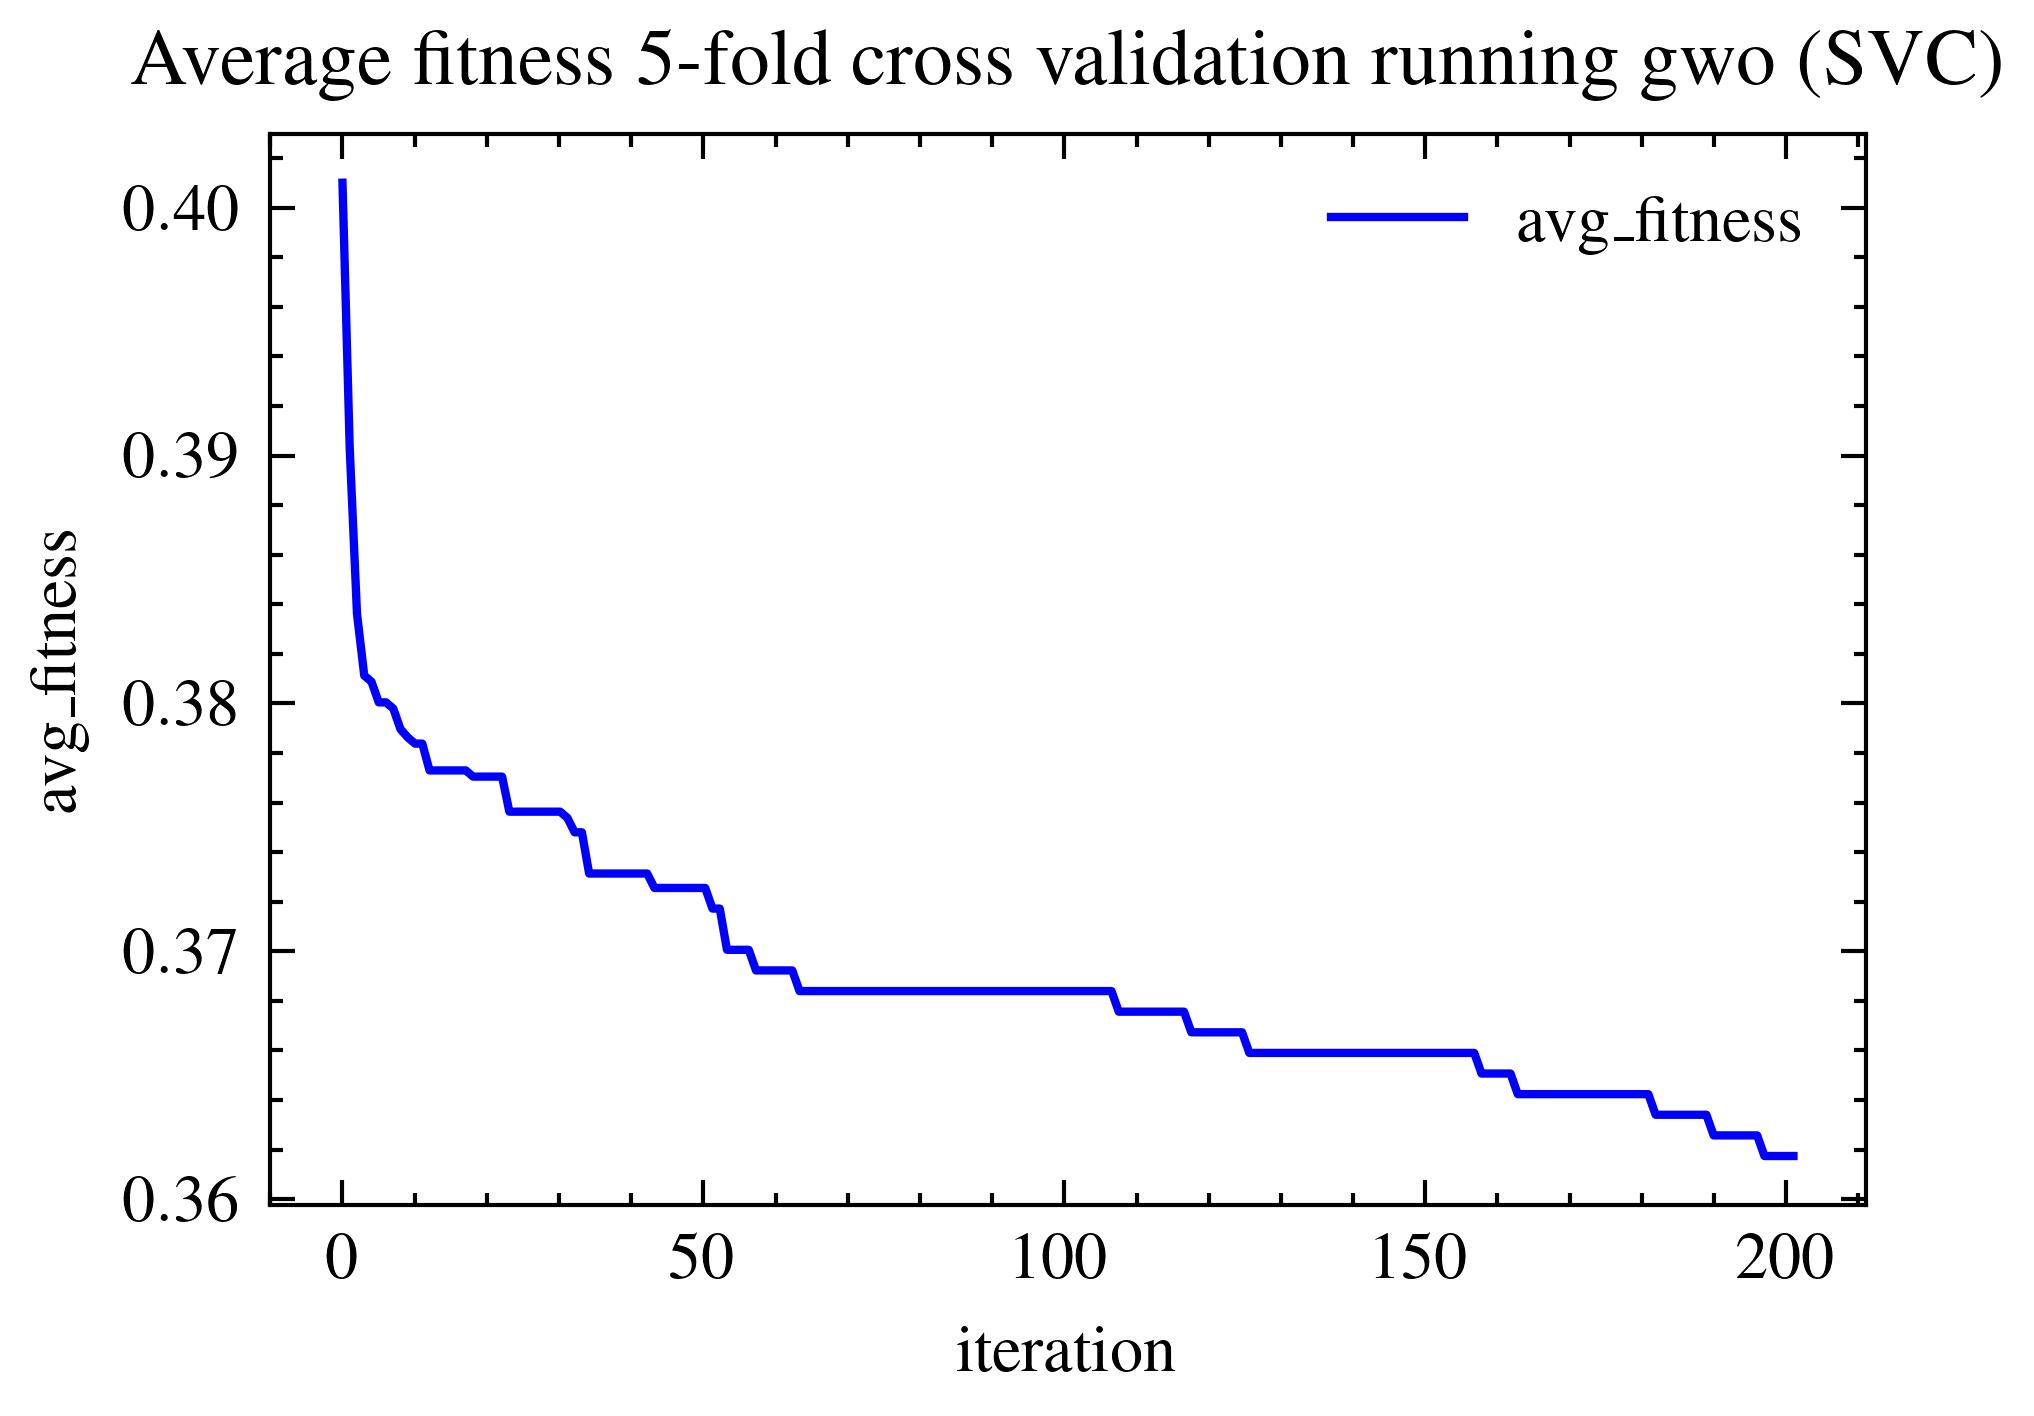 Average fitness 5-fold cross validation running gwo (SVC)
avg_fitness
0.40
0.39
0.38
0.37
0.36
avg_fitness
0 50 100 150 200
iteration